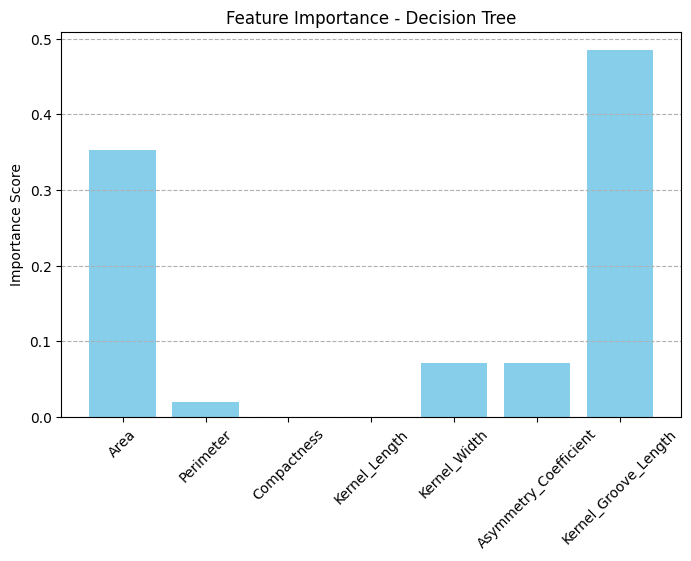 Feature Importance - Decision Tree
Importance Score
0.5
0.4
0.3
0.2
0.1
0.0
Area
Perimeter
Compactness
Kernel_Length
Kernel_Width
Asymmetry_Coefficient
Kernel_Groove_Length